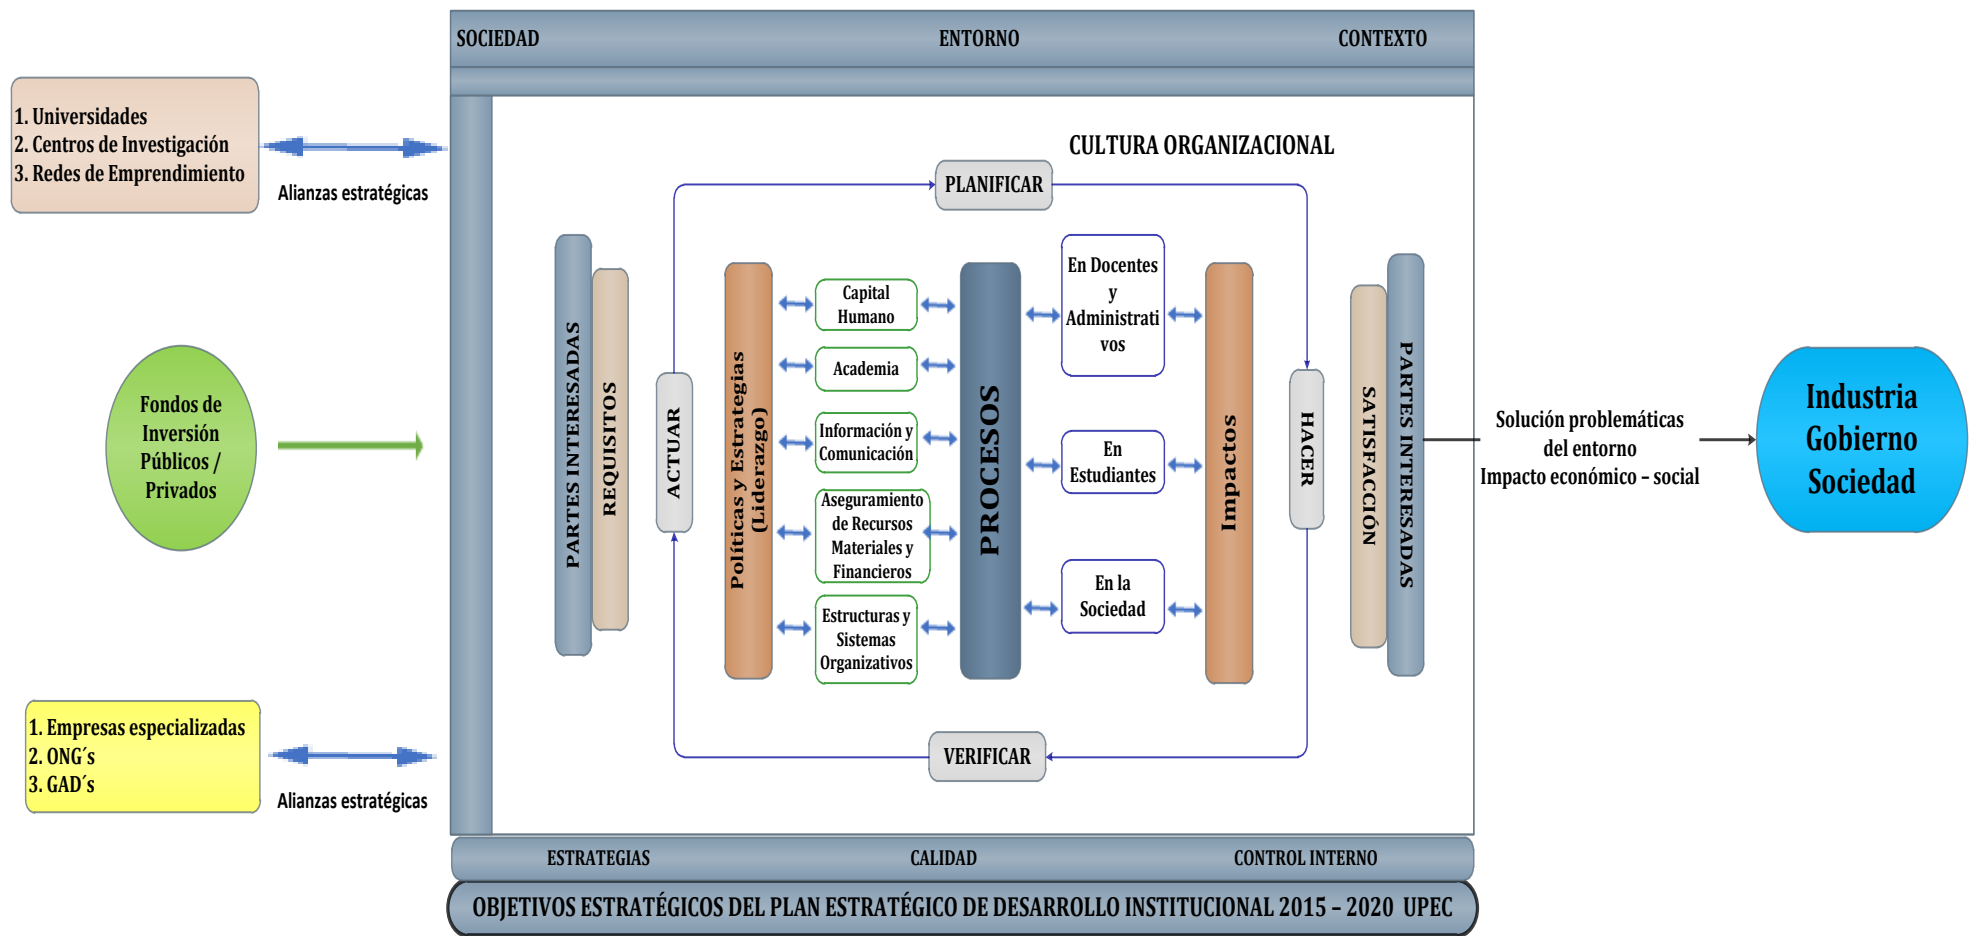 SOCIEDAD
ENTORNO
CONTEXTO
1. Universidades
2. Centros de Investigación
3. Redes de Emprendimiento
Alianzas estratégicas
Fondos de
Inversión
Públicos /
Privados
1. Empresas especializadas
2. ONG´s
3. GAD´s
Alianzas estratégicas
CULTURA ORGANIZACIONAL
PLANIFICAR
PARTES INTERESADAS
REQUISITOS
ACTUAR
Políticas y Estrategias
(Liderazgo)
Capital
Humano
Academia
Información y
Comunicación
Aseguramiento
de Recursos
Materiales y
Financieros
Estructuras y
Sistemas
Organizativos
PROCESOS
En Docentes
y
Administrati
vos
En
Estudiantes
En la
Sociedad
Impactos
HACER
SATISFACCIÓN
PARTES INTERESADAS
VERIFICAR
Solución problemáticas
del entorno
Impacto económico – social
Industria
Gobierno
Sociedad
ESTRATEGIAS
CALIDAD
CONTROL INTERNO
OBJETIVOS ESTRATÉGICOS DEL PLAN ESTRATÉGICO DE DESARROLLO INSTITUCIONAL 2015 – 2020 UPEC